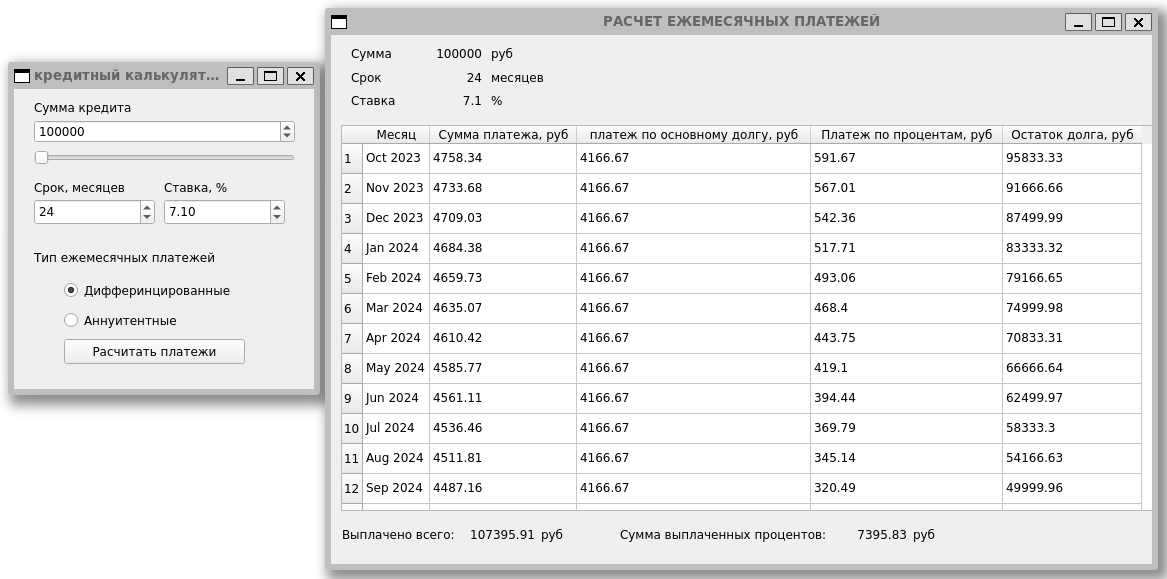 кредитный калькулят...
Сумма кредита
100000
Срок, месяцев Ставка, %
24 7.10
Тип ежемесячных платежей
Дифферинцированные
Аннуитентные
Расчитать платежи
РАСЧЕТ ЕЖЕМЕСЯЧНЫХ ПЛАТЕЖЕЙ
Сумма 100000 руб
Срок 24 месяцев
Ставка 7.1 %
Месяц Сумма платежа, руб платеж по основному долгу, руб Платеж по процентам, руб Остаток долга, руб
1 Oct 2023 4758.34 4166.67 591.67 95833.33
2 Nov 2023 4733.68 4166.67 567.01 91666.66
3 Dec 2023 4709.03 4166.67 542.36 87499.99
4 Jan 2024 4684.38 4166.67 517.71 83333.32
5 Feb 2024 4659.73 4166.67 493.06 79166.65
6 Mar 2024 4635.07 4166.67 468.4 74999.98
7 Apr 2024 4610.42 4166.67 443.75 70833.31
8 May 2024 4585.77 4166.67 419.1 66666.64
9 Jun 2024 4561.11 4166.67 394.44 62499.97
10 Jul 2024 4536.46 4166.67 369.79 58333.3
11 Aug 2024 4511.81 4166.67 345.14 54166.63
12 Sep 2024 4487.16 4166.67 320.49 49999.96
Выплачено всего: 107395.91 руб Сумма выплаченных процентов: 7395.83 руб